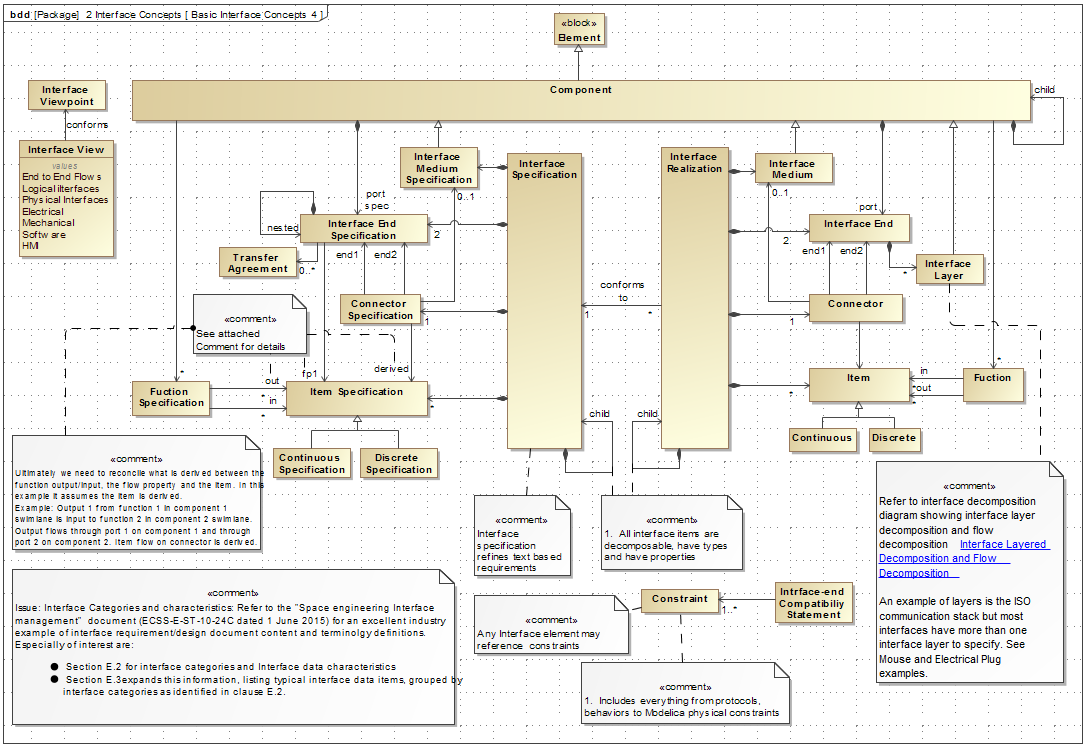 bdd [Package] 2 Interface Concepts [ Basic Interface Concepts 4 ]
«block»
Element
Component
child
Interface
Viewpoint
conforms
Interface View
values
End to End Flows
Logical iIterfaces
Physical Interfaces
Electrical
Mechanical
Software
HMI
Interface
Medium
Specification
0..1
Interface
Specification
Interface
Realization
Interface
Medium
0..1
port
spec
nested
Interface End
Specification
2
port
Interface End
2
Transfer
Agreement
0..*
end1
end2
end1
end2
*
Interface
Layer
Connector
Specification
1
conforms
to
1
*
1
Connector
«comment»
See attached
Comment for details
derived
fp1
*
Fuction
Specification
out
*
in
*
Item Specification
*
Item
*
in
*
out
*
*
Fuction
child
child
Continuous
Specification
Discrete
Specification
Continuous
Discrete
«comment»
Ultimately we need to reconcile what is derived between the
function output/input, the flow property and the item. In this
example it assumes the item is derived.
Example: Output 1 from function 1 in component 1
swimlane is input to function 2 in component 2 swimlane.
Output flows through port 1 on component 1 and through
port 2 on component 2. Item flow on connector is derived.
«comment»
Interface
specification
refines text based
requirements
«comment»
1. All interface items are
decomposable, have types
and have properties
«comment»
Refer to interface decomposition
diagram showing interface layer
decomposition and flow
decomposition Interface Layered
Decomposition and Flow
Decomposition
An example of layers is the ISO
communication stack but most
interfaces have more than one
interface layer to specify. See
Mouse and Electrical Plug
examples.
«comment»
Issue: Interface Categories and characteristics: Refer to the "Space engineering Interface
management" document (ECSS-E-ST-10-24C dated 1 June 2015) for an excellent industry
example of interface requirement/design document content and terminolgy definitions.
Especially of interest are:
● Section E.2 for interface categories and Interface data characteristics
● Section E.3expands this information, listing typical interface data items, grouped by
interface categories as identified in clause E.2.
«comment»
Any Interface element may
reference constraints
Constraint
1..*
Intrface-end
Compatibiliy
Statement
«comment»
1. Includes everything from protocols,
behaviors to Modelica physical constraints